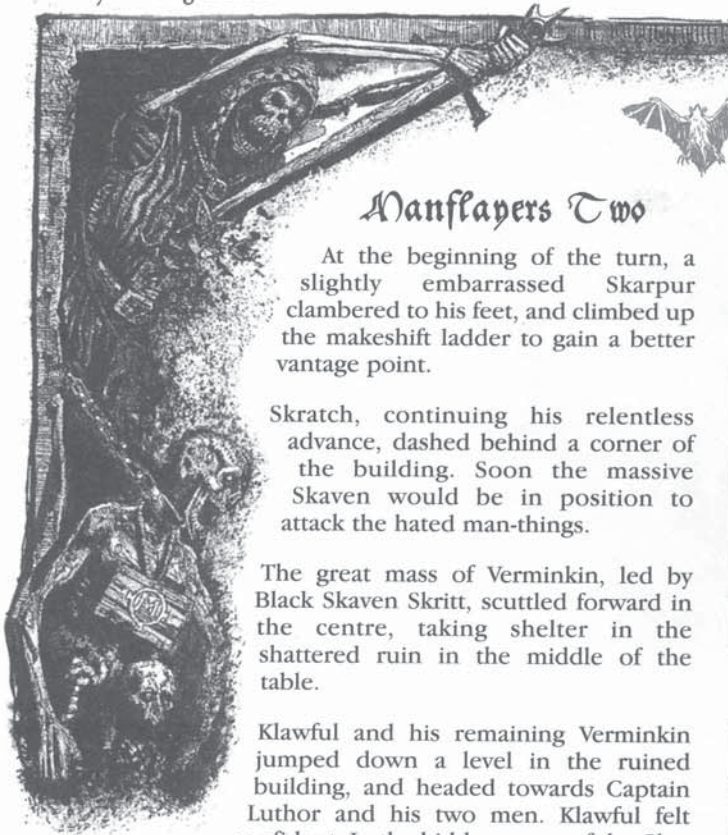 Manflayers Two
At the beginning of the turn, a
slightly embarrassed Skarpur
clambered to his feet, and climbed up
the makeshift ladder to gain a better
vantage point.
Skratch, continuing his relentless
advance, dashed behind a corner of
the building. Soon the massive
Skaven would be in position to
attack the hated man-things.
The great mass of Verminkin, led by
Black Skaven Skritt, scuttled forward in
the centre, taking shelter in the
shattered ruin in the middle of the
table.
Klawful and his remaining Verminkin
jumped down a level in the ruined
building, and headed towards Captain
Luthor and his two men. Klawful felt